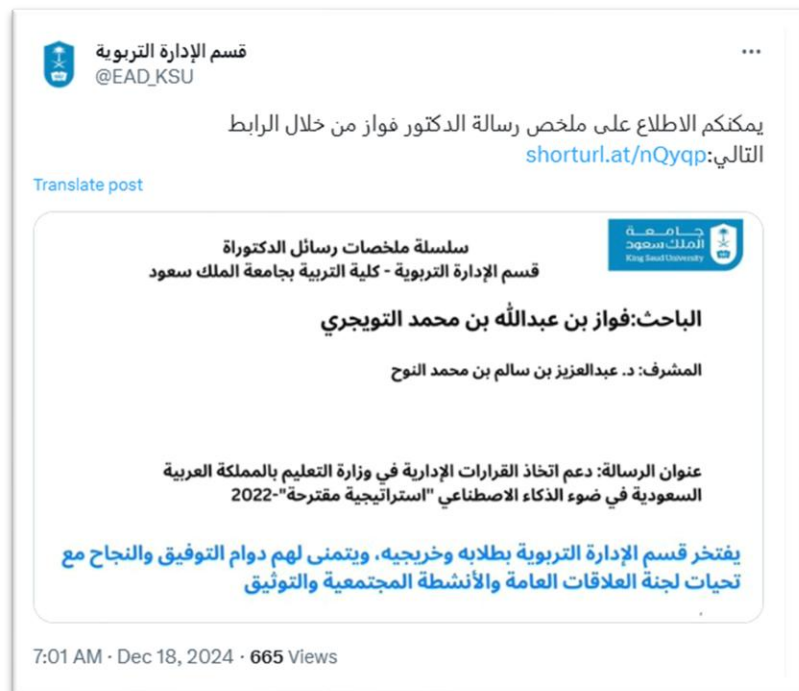 قسم الإدارة التربوية
@EAD_KSU
يمكنكم الاطلاع على ملخص رسالة الدكتور فواز من خلال الرابط
التالي:shorturl.at/nQyqp
Translate post
جامعة
الملك سعود
King Saud University
سلسلة ملخصات رسائل الدكتوراة
قسم الإدارة التربوية - كلية التربية بجامعة الملك سعود
الباحث:فواز بن عبدالله بن محمد التويجري
المشرف: د. عبدالعزيز بن سالم بن محمد النوح
عنوان الرسالة: دعم اتخاذ القرارات الإدارية في وزارة التعليم بالمملكة العربية
السعودية في ضوء الذكاء الاصطناعي "استراتيجية مقترحة"-2022
يفتخر قسم الإدارة التربوية بطلابه وخريجيه، ويتمنى لهم دوام التوفيق والنجاح مع
تحيات لجنة العلاقات العامة والأنشطة المجتمعية والتوثيق
7:01 AM · Dec 18, 2024 · 665 Views